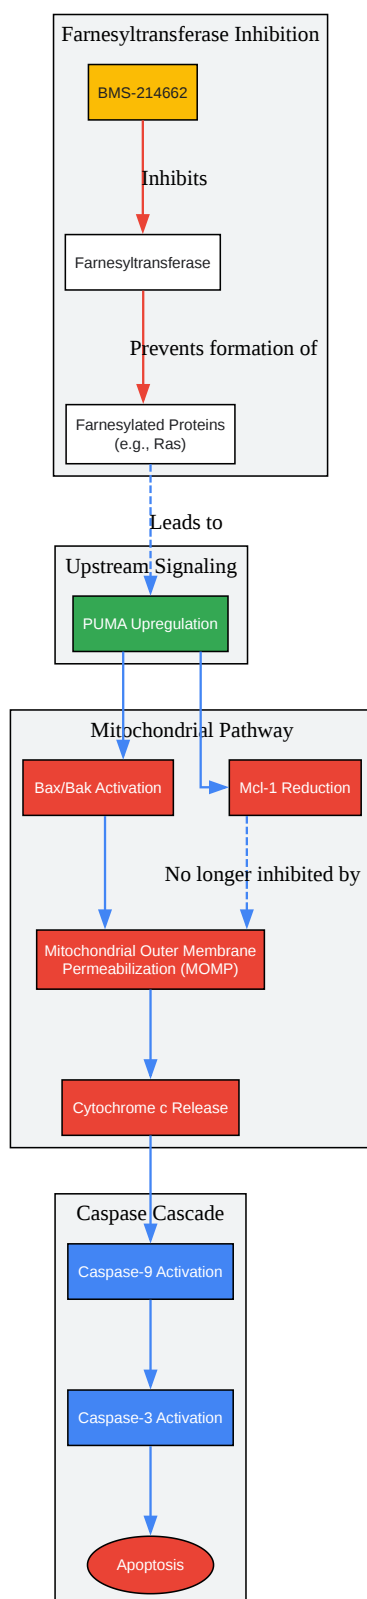 Farnesyltransferase Inhibition
BMS-214662
Inhibits
Farnesyltransferase
Prevents formation of
Farnesylated Proteins
(e.g., Ras)
Leads to
Upstream Signaling
PUMA Upregulation
Mitochondrial Pathway
Bax/Bak Activation
Mcl-1 Reduction
No longer inhibited by
Mitochondrial Outer Membrane
Permeabilization (MOMP)
Cytochrome c Release
Caspase Cascade
Caspase-9 Activation
Caspase-3 Activation
Apoptosis